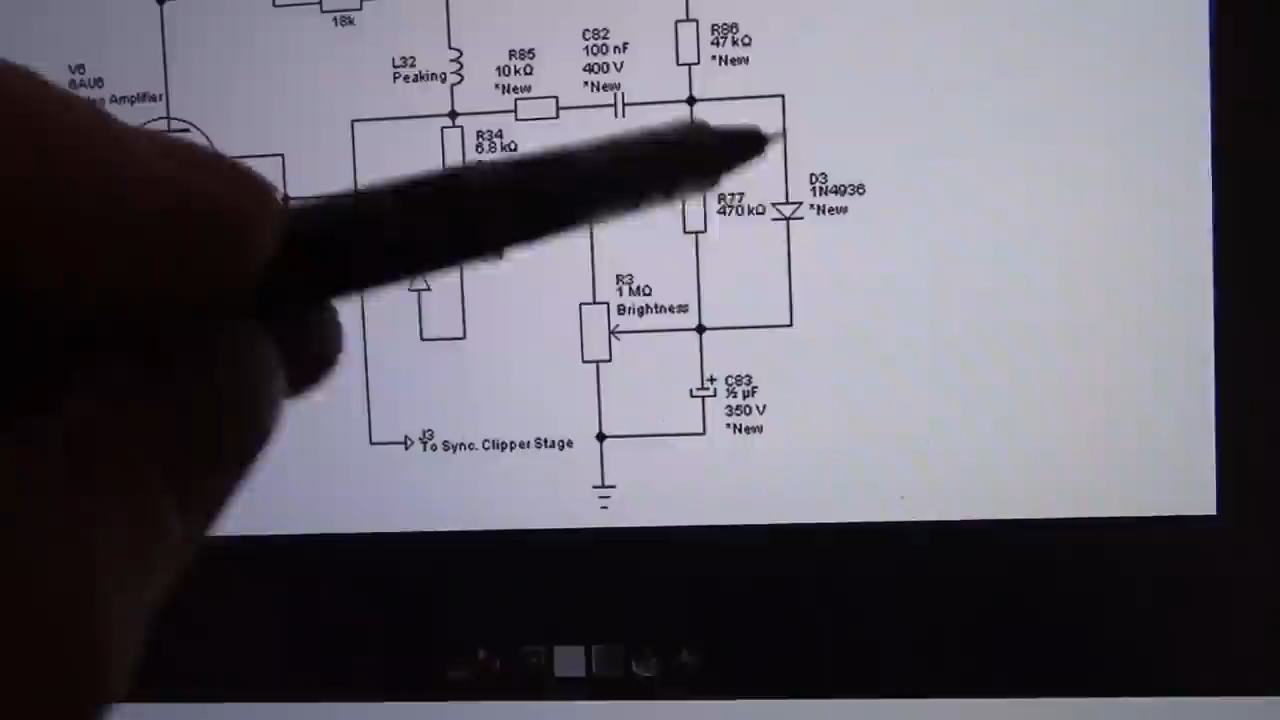 18k
V6
6AU6
Amplifier
L32
Peaking
R85
10 kΩ
*New
C82
100 nF
400 V
*New
R86
47 kΩ
*New
R34
6.8 kΩ
R77
470 kΩ
D3
1N4936
*New
R3
1 MΩ
Brightness
+
C83
½ µF
350 V
*New
J3
To Sync. Clipper Stage